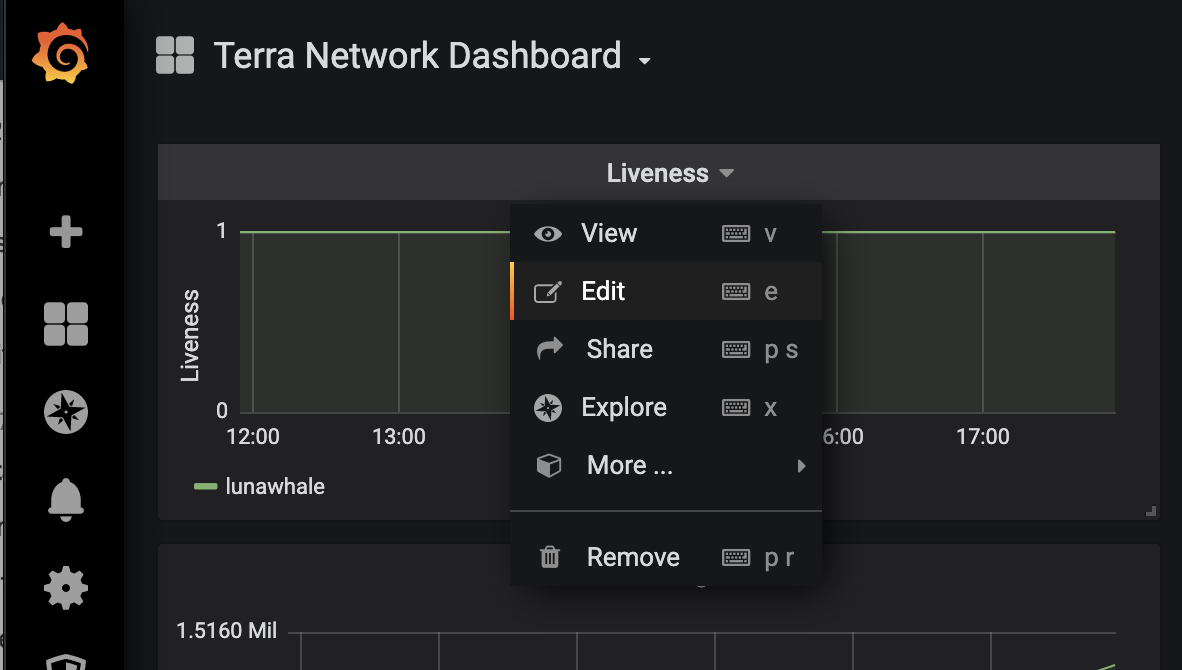 Terra Network Dashboard
Liveness
1
Liveness
0
12:00 13:00 6:00 17:00
lunawhale
View v
Edit e
Share p s
Explore x
More ...
Remove p r
1.5160 Mil